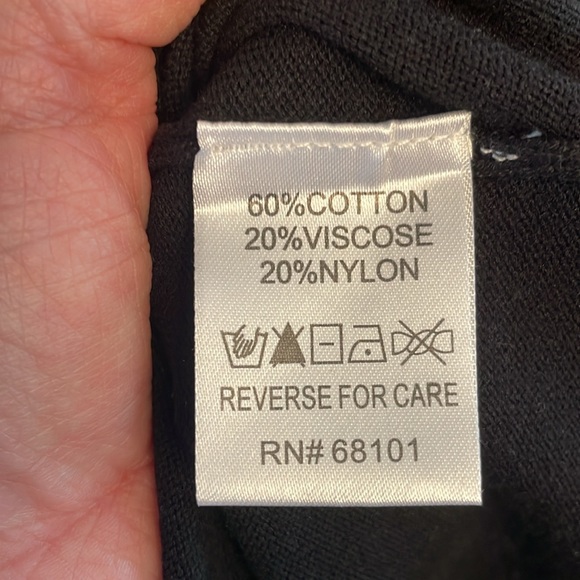 60%COTTON
20%VISCOSE
20%NYLON
REVERSE FOR CARE
RN# 68101